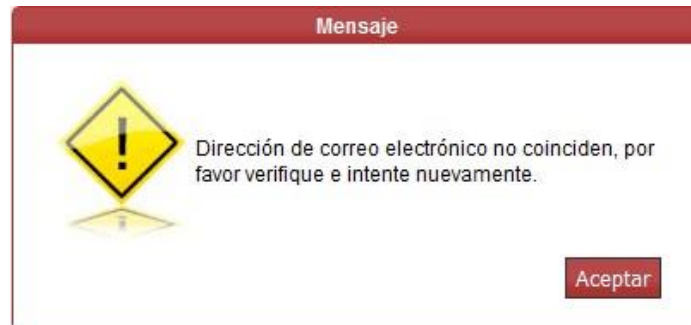 Mensaje
Dirección de correo electrónico no coinciden, por
favor verifique e intente nuevamente.
Aceptar